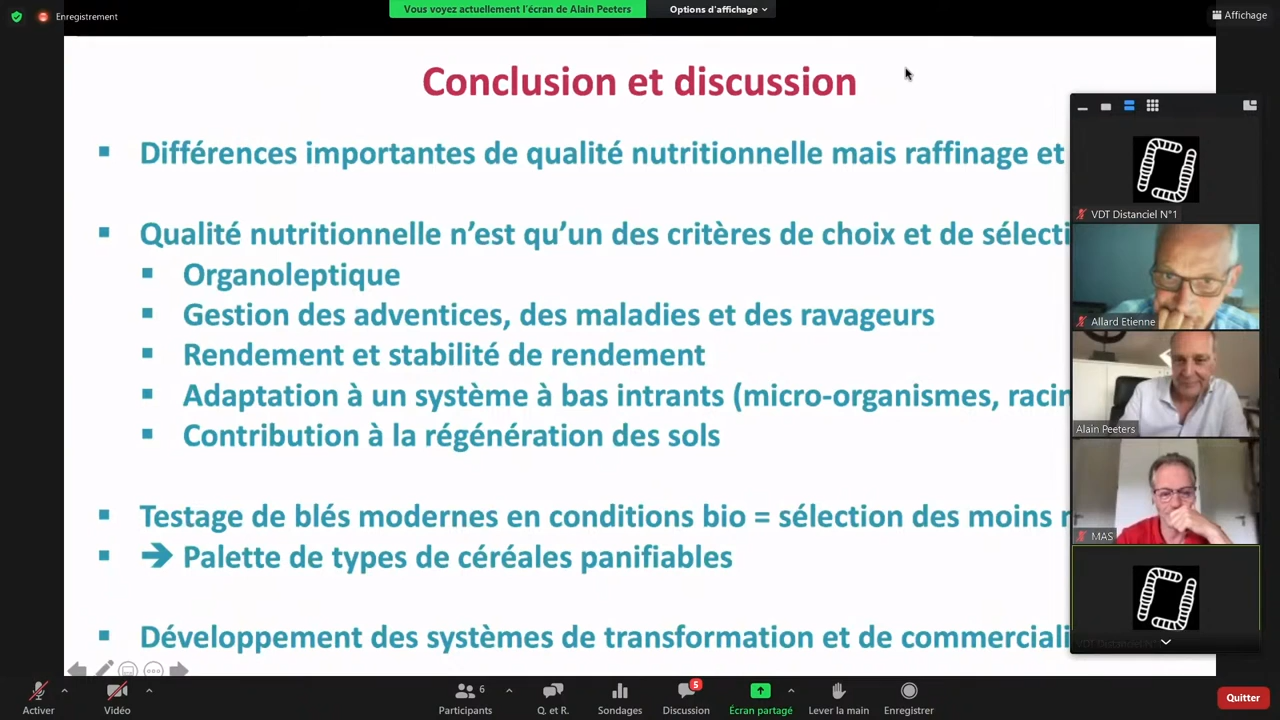 Enregistrement
Vous voyez actuellement l'écran de Alain Peeters
Options d'affichage
Affichage
Conclusion et discussion
Différences importantes de qualité nutritionnelle mais raffinage et
Qualité nutritionnelle n'est qu'un des critères de choix et de sélecti
Organoleptique
Gestion des adventices, des maladies et des ravageurs
Rendement et stabilité de rendement
Adaptation à un système à bas intrants (micro-organismes, racin
Contribution à la régénération des sols
Testage de blés modernes en conditions bio = sélection des moins
➔ Palette de types de céréales panifiables
Développement des systèmes de transformation et de commerciali
VDT Distanciel N°1
Allard Etienne
Alain Peeters
MAS
Activer
Vidéo
6
Participants
Q. et R.
Sondages
5
Discussion
Écran partagé
Lever la main
Enregistrer
Quitter